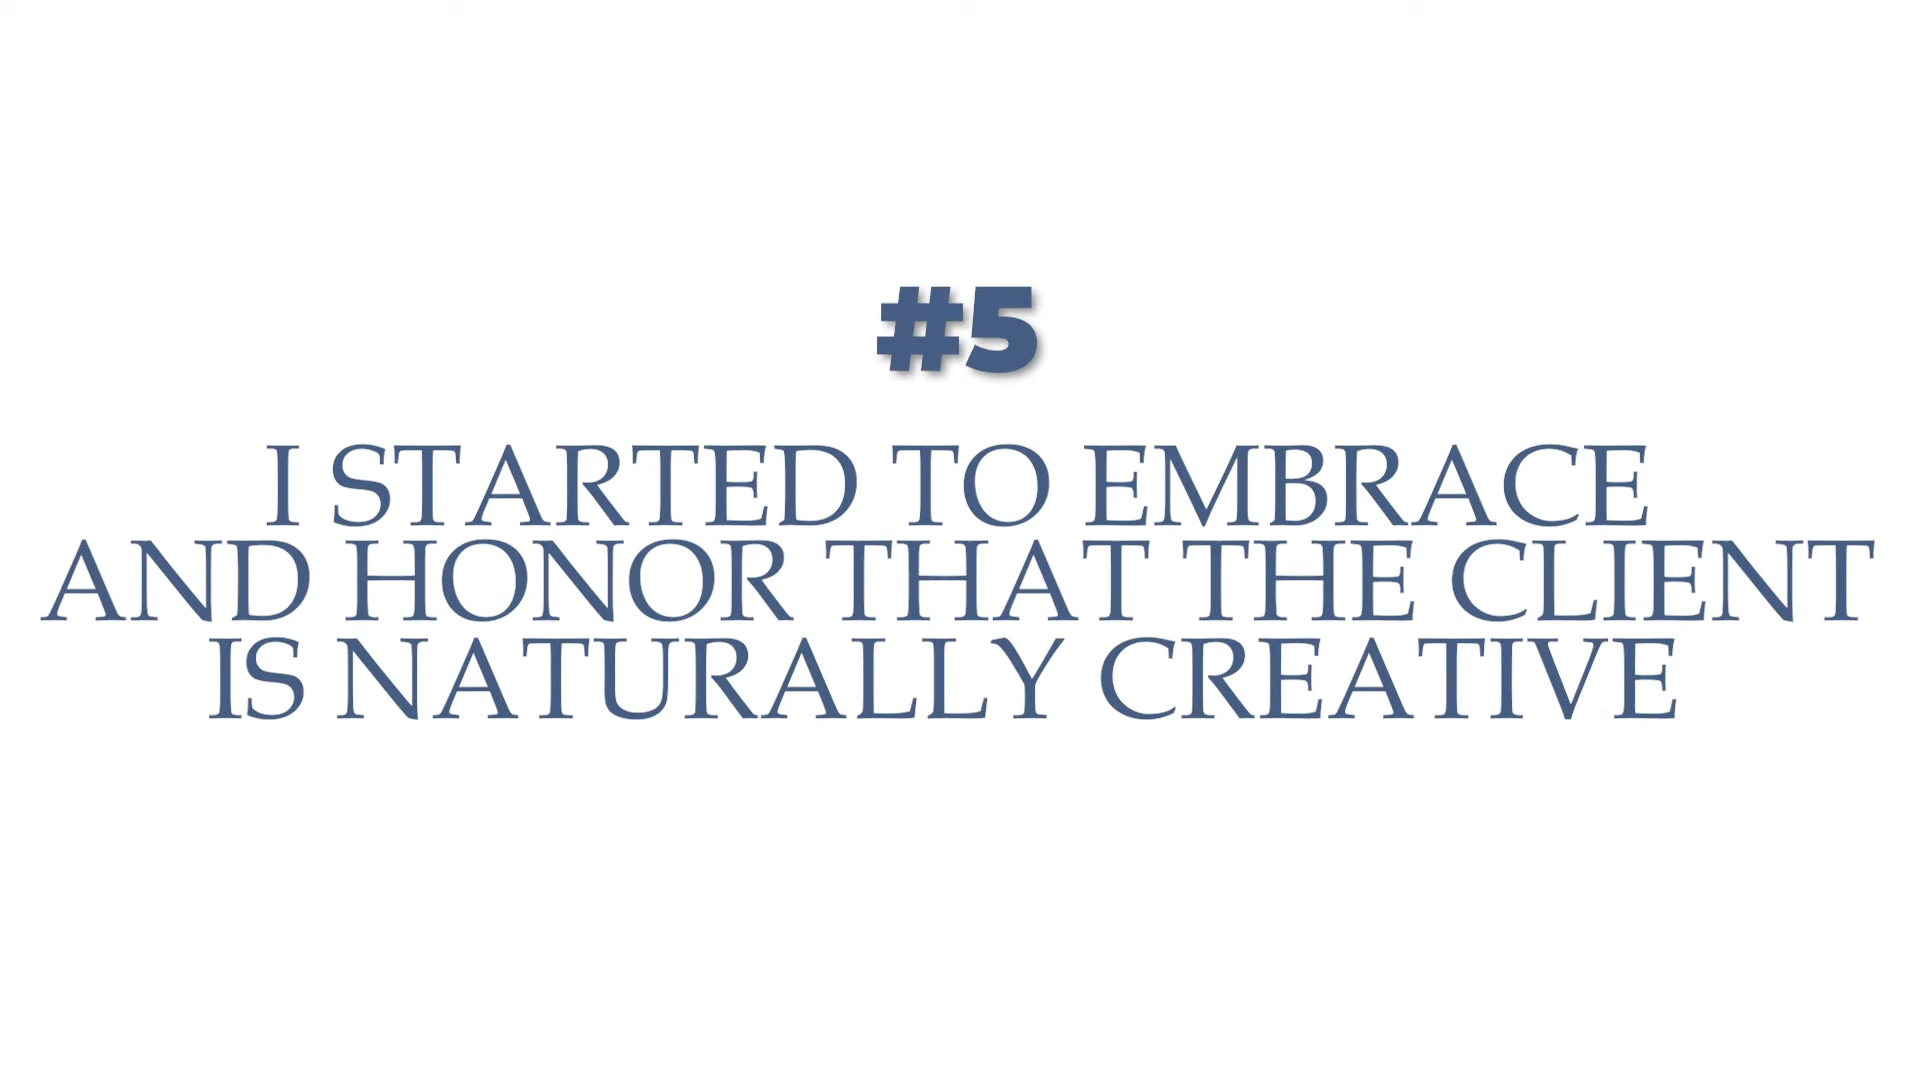 #5
I STARTED TO EMBRACE
AND HONOR THAT THE CLIENT
IS NATURALLY CREATIVE